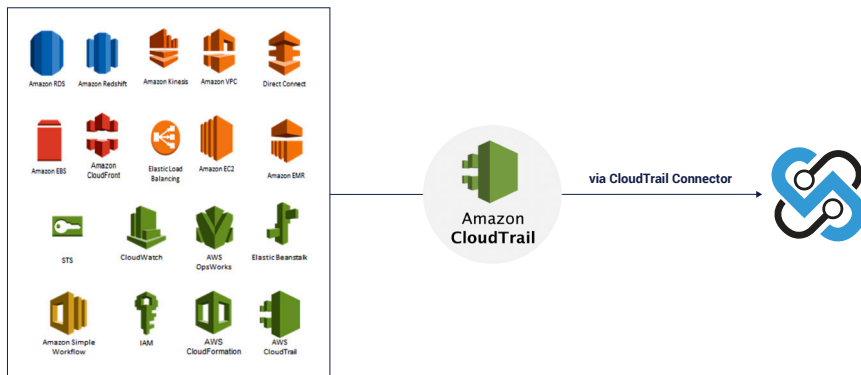 Amazon RDS
Amazon Redshift
Amazon Kinesis
Amazon VPC
Direct Connect
Amazon EBS
Amazon
CloudFront
Elastic Load
Balancing
Amazon EC2
Amazon EMR
STS
CloudWatch
AWS
OpsWorks
Elastic Beanstalk
Amazon Simple
Workflow
IAM
AWS
CloudFormation
AWS
CloudTrail
Amazon
CloudTrail
via CloudTrail Connector